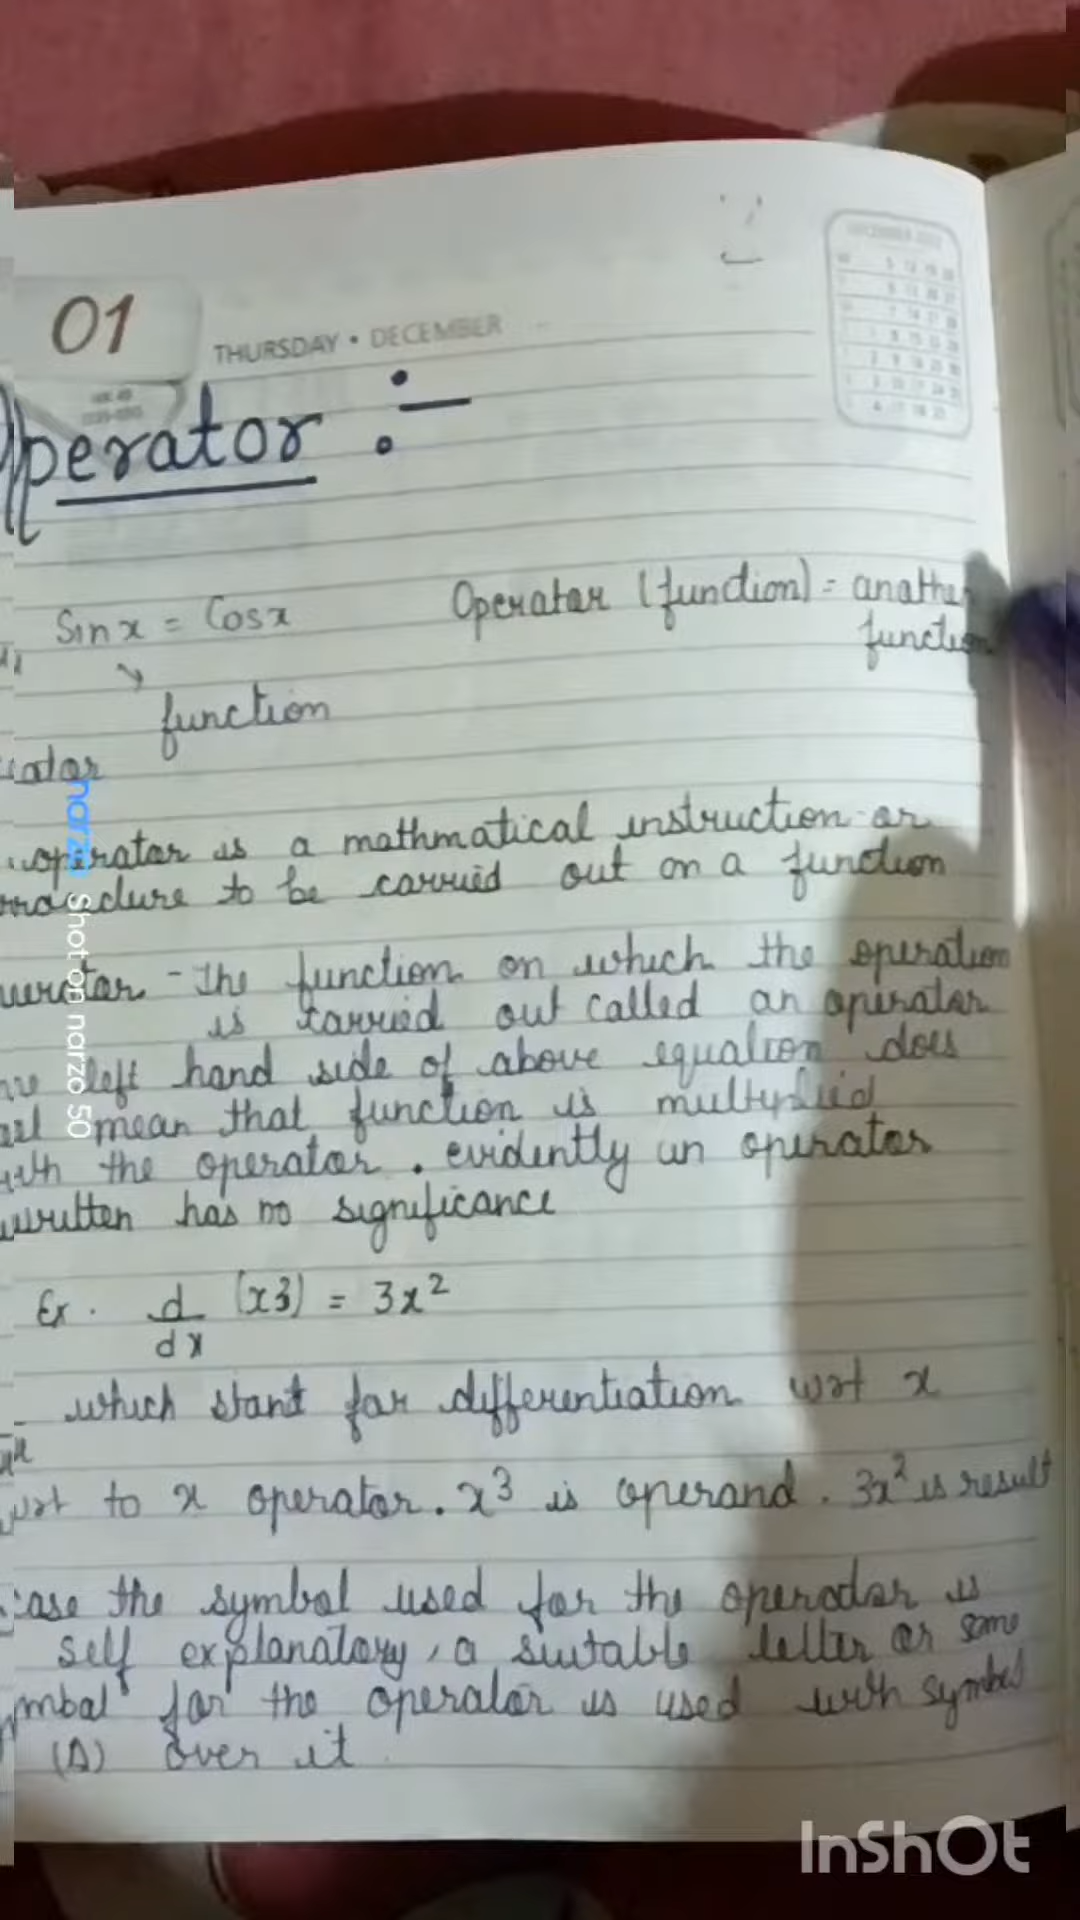 01
THURSDAY • DECEMBER
Operator :-
Sinx = Cosx
Operator (function) = anothe
function
function
operator is a mathmatical instruction or
to be carried out on a function
- The function on which the operation
is carried out called an operator
left hand side of above equation does
mean that function is multiplied
the operator. evidently an operator
written has no significance
Ex. d/dx (x3) = 3x²
which stant for differentiation wrt x
wrt to x operator. x³ is operand. 3x² is result
case the symbol used for the operator is
self explanatory, a suitable letter or some
for the operator is used with symbol
over it
narzo Shot on narzo 50
InShOt